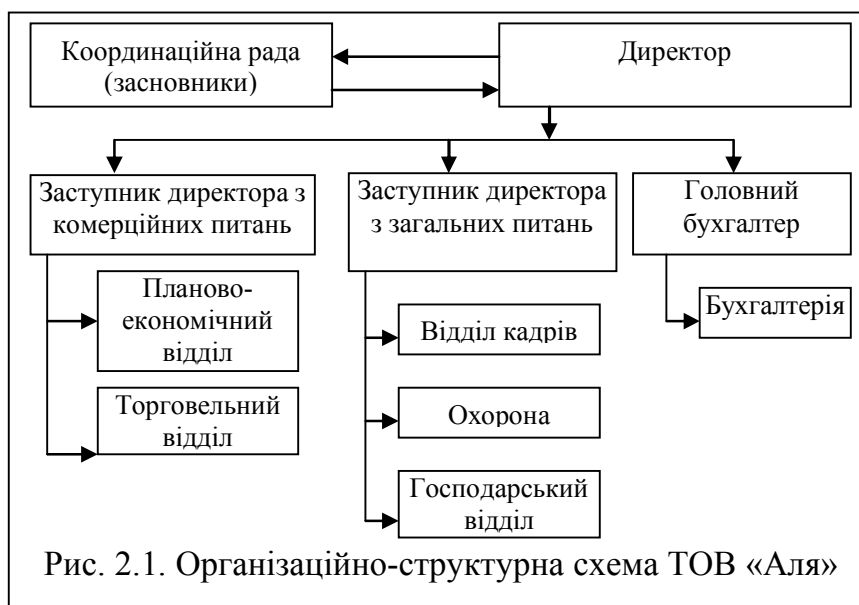 Координаційна рада
(засновники)
Директор
Заступник директора з
комерційних питань
Заступник директора
з загальних питань
Головний
бухгалтер
Планово-
економічний
відділ
Торговельний
відділ
Відділ кадрів
Охорона
Господарський
відділ
Бухгалтерія
Рис. 2.1. Організаційно-структурна схема ТОВ «Аля»